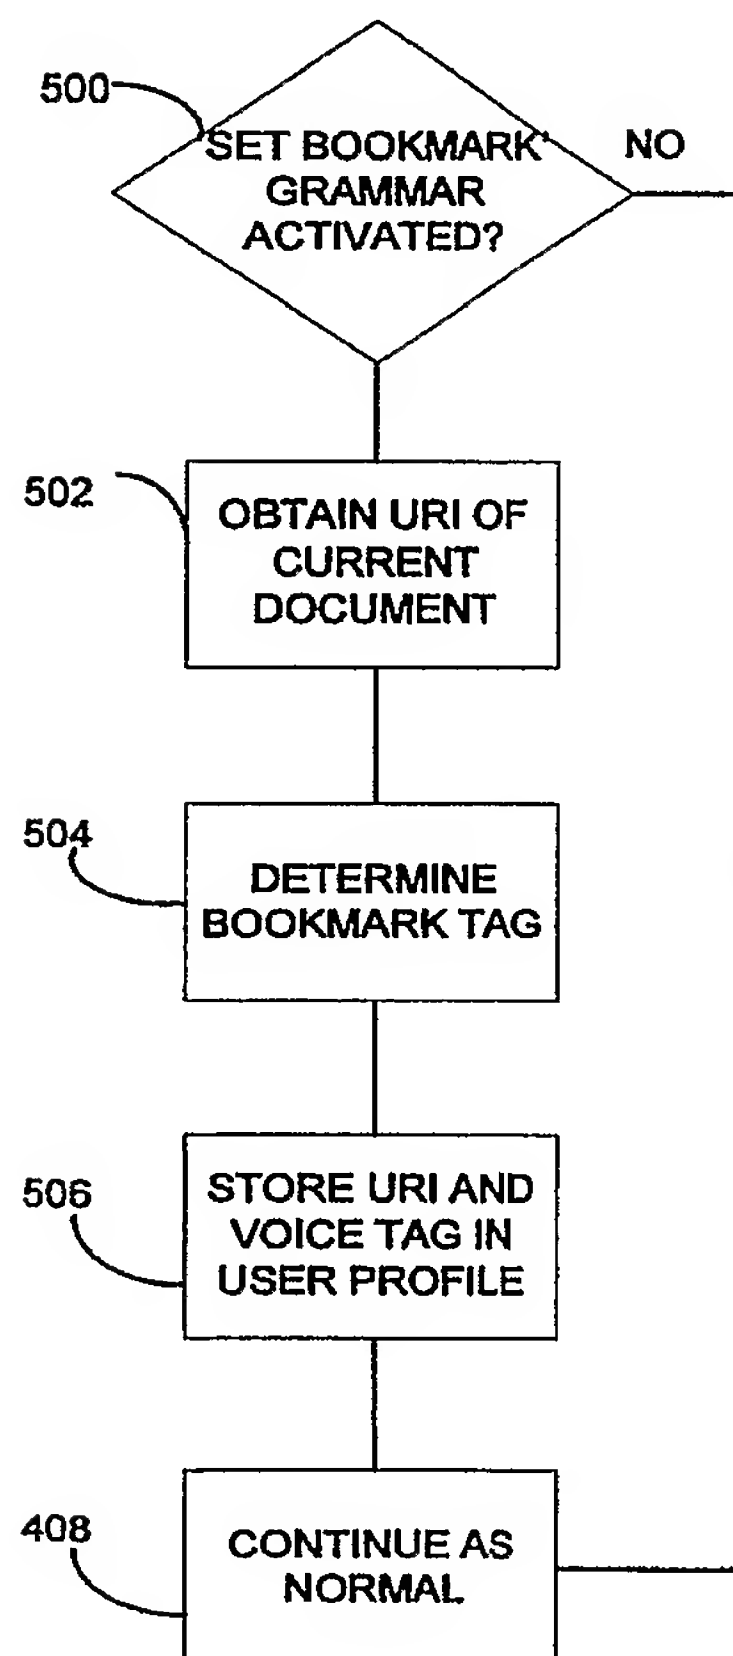 500
SET BOOKMARK
GRAMMAR
ACTIVATED?
NO
502
OBTAIN URI OF
CURRENT
DOCUMENT
504
DETERMINE
BOOKMARK TAG
506
STORE URI AND
VOICE TAG IN
USER PROFILE
408
CONTINUE AS
NORMAL